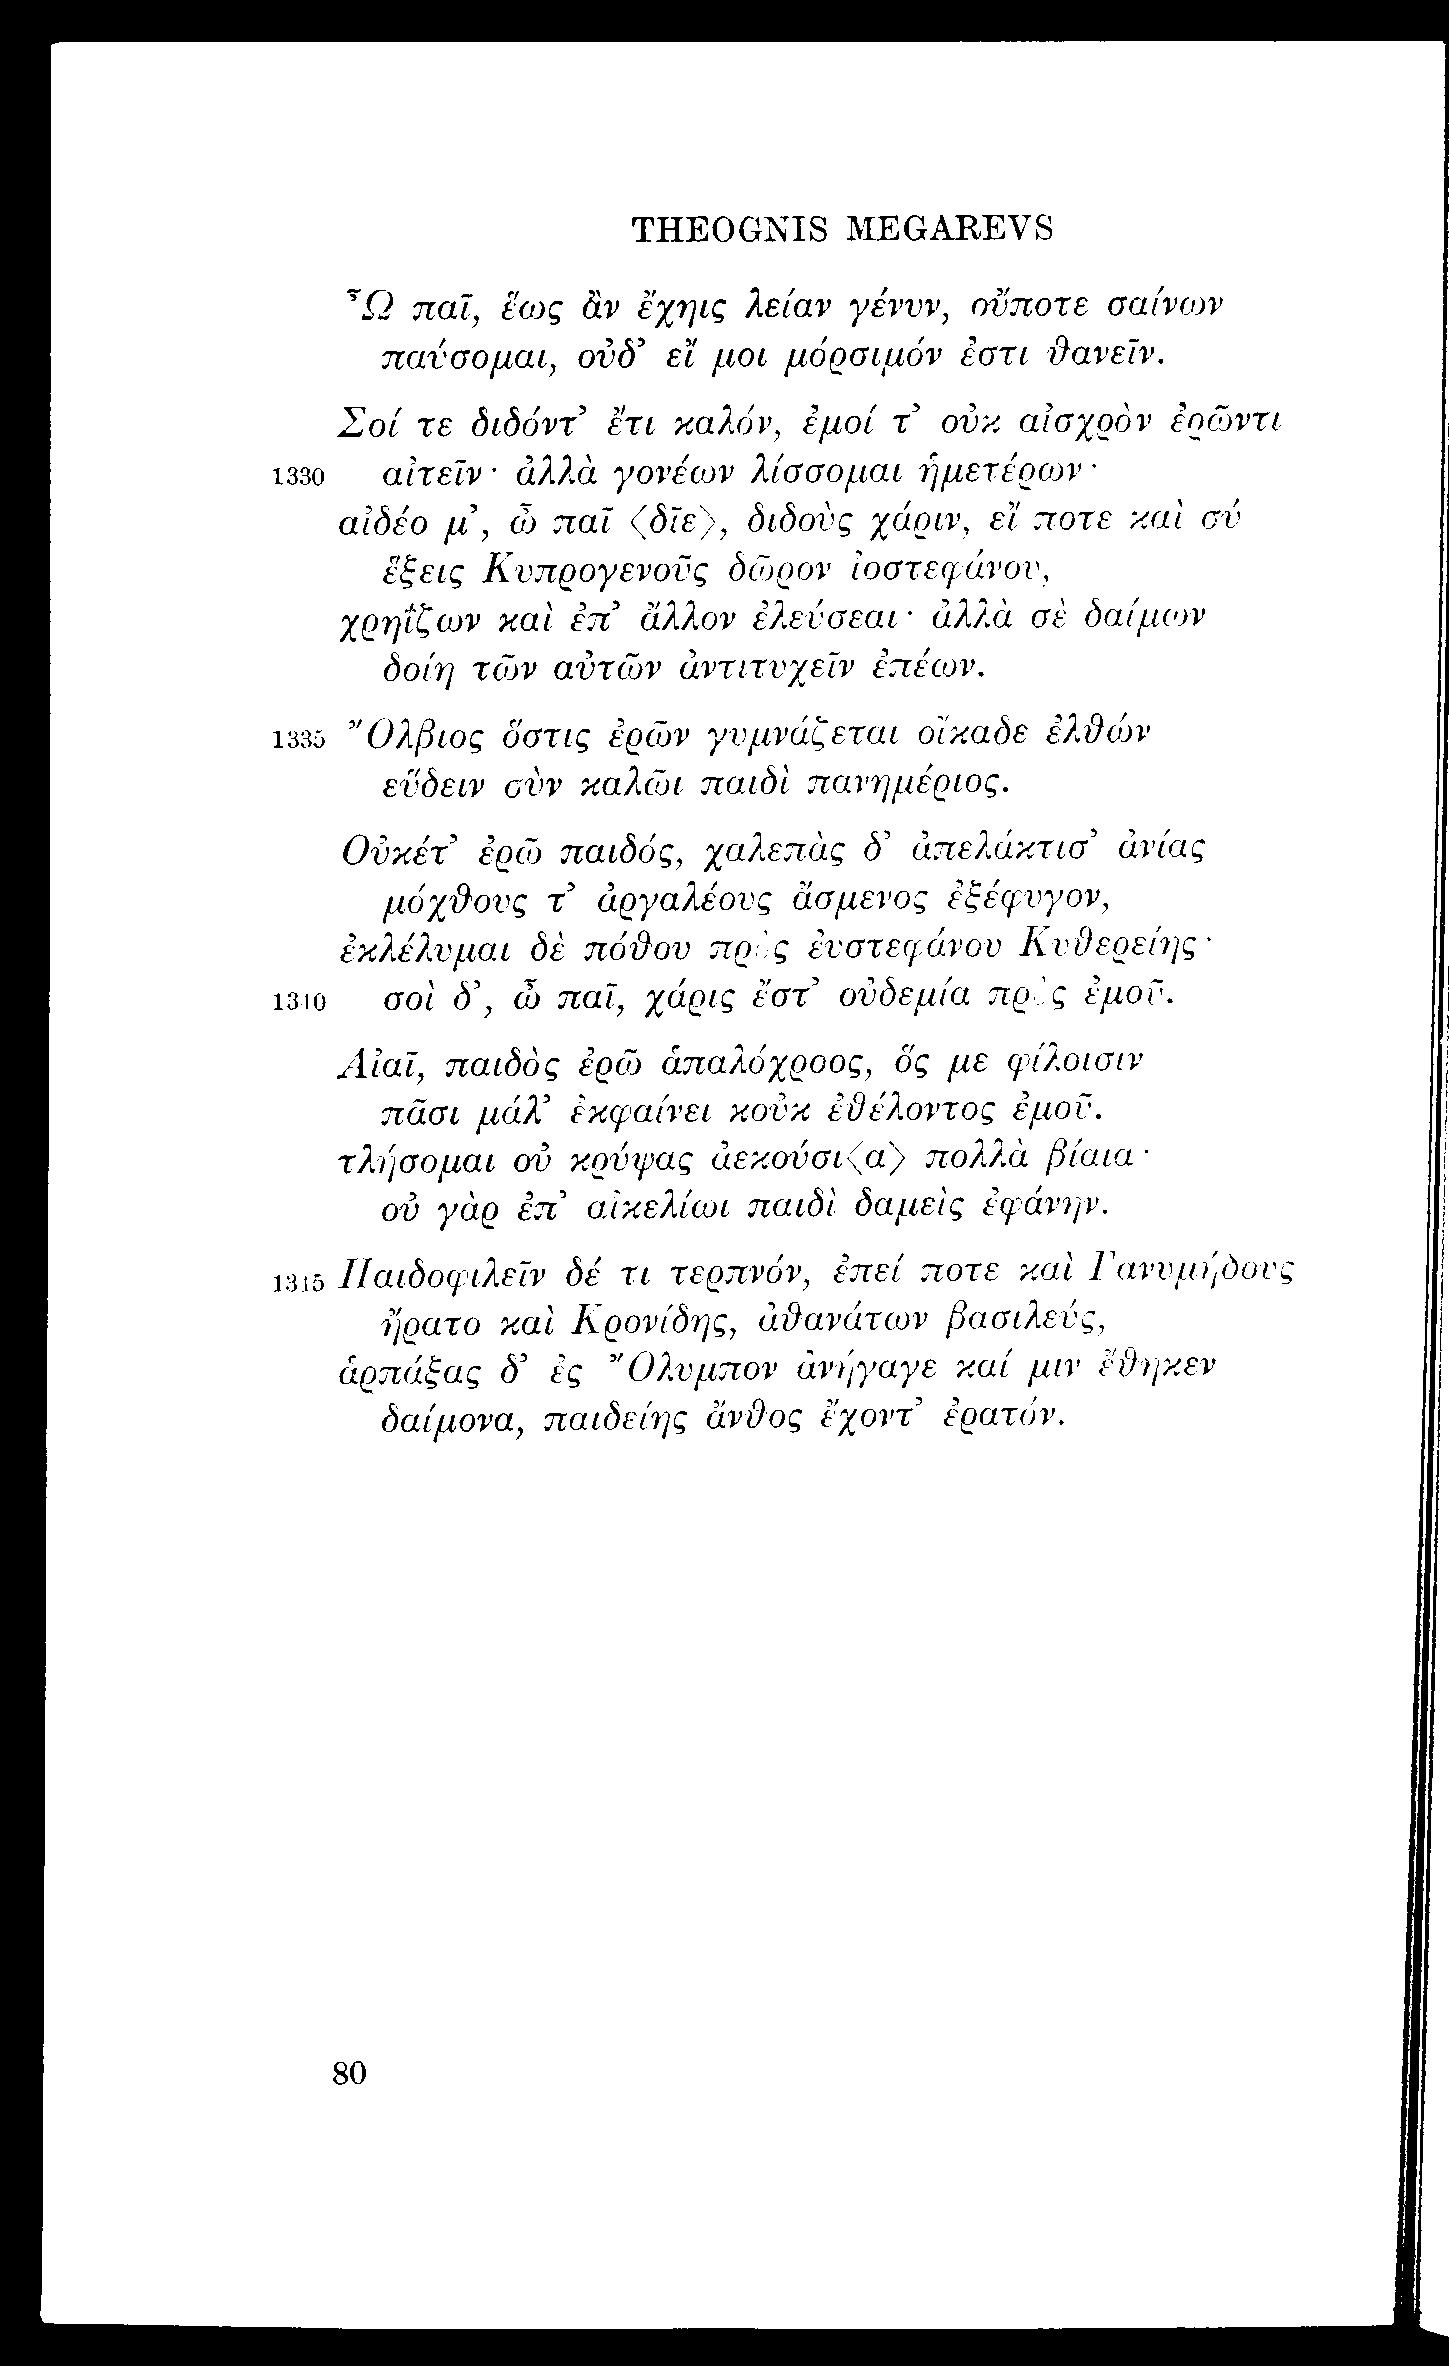 THEOGNIS MEGAREVS
Ὦ παῖ, ἕως ἂν ἔχηις λείαν γένυν, οὔποτε σαίνων
παύσομαι, οὐδ’ εἴ μοι μόρσιμόν ἐστι θανεῖν.
Σοί τε διδόντ’ ἔτι καλόν, ἐμοί τ’ οὐκ αἰσχρὸν ἐρῶντι
1330 αἰτεῖν· ἀλλὰ γονέων λίσσομαι ἡμετέρων·
αἰδέο μ’, ὦ παῖ ⟨δῖε⟩, διδοὺς χάριν, εἴ ποτε καὶ σύ
ἕξεις Κυπρογενοῦς δῶρον ἰοστεφάνου,
χρηΐζων καὶ ἐπ’ ἄλλον ἐλεύσεαι· ἀλλὰ σὲ δαίμων
δοίη τῶν αὐτῶν ἀντιτυχεῖν ἐπέων.
1335 Ὄλβιος ὅστις ἐρῶν γυμνάζεται οἴκαδε ἐλθών
εὕδειν σὺν καλῶι παιδὶ πανημέριος.
Οὐκέτ’ ἐρῶ παιδός, χαλεπὰς δ’ ἀπελάκτισ’ ἀνίας
μόχθους τ’ ἀργαλέους ἄσμενος ἐξέφυγον,
ἐκλέλυμαι δὲ πόθου πρὸς ἐυστεφάνου Κυθερείης·
1340 σοὶ δ’, ὦ παῖ, χάρις ἔστ’ οὐδεμία πρὸς ἐμοῦ.
Αἰαῖ, παιδὸς ἐρῶ ἁπαλόχροος, ὅς με φίλοισιν
πᾶσι μάλ’ ἐκφαίνει κοὐκ ἐθέλοντος ἐμοῦ.
τλήσομαι οὐ κρύψας ἀεκούσι⟨α⟩ πολλὰ βίαια·
οὐ γὰρ ἐπ’ αἰκελίωι παιδὶ δαμεὶς ἐφάνην.
1345 Παιδοφιλεῖν δέ τι τερπνόν, ἐπεί ποτε καὶ Γανυμήδους
ἤρατο καὶ Κρονίδης, ἀθανάτων βασιλεύς,
ἁρπάξας δ’ ἐς Ὄλυμπον ἀνήγαγε καί μιν ἔθηκεν
δαίμονα, παιδείης ἄνθος ἔχοντ’ ἐρατόν.
80